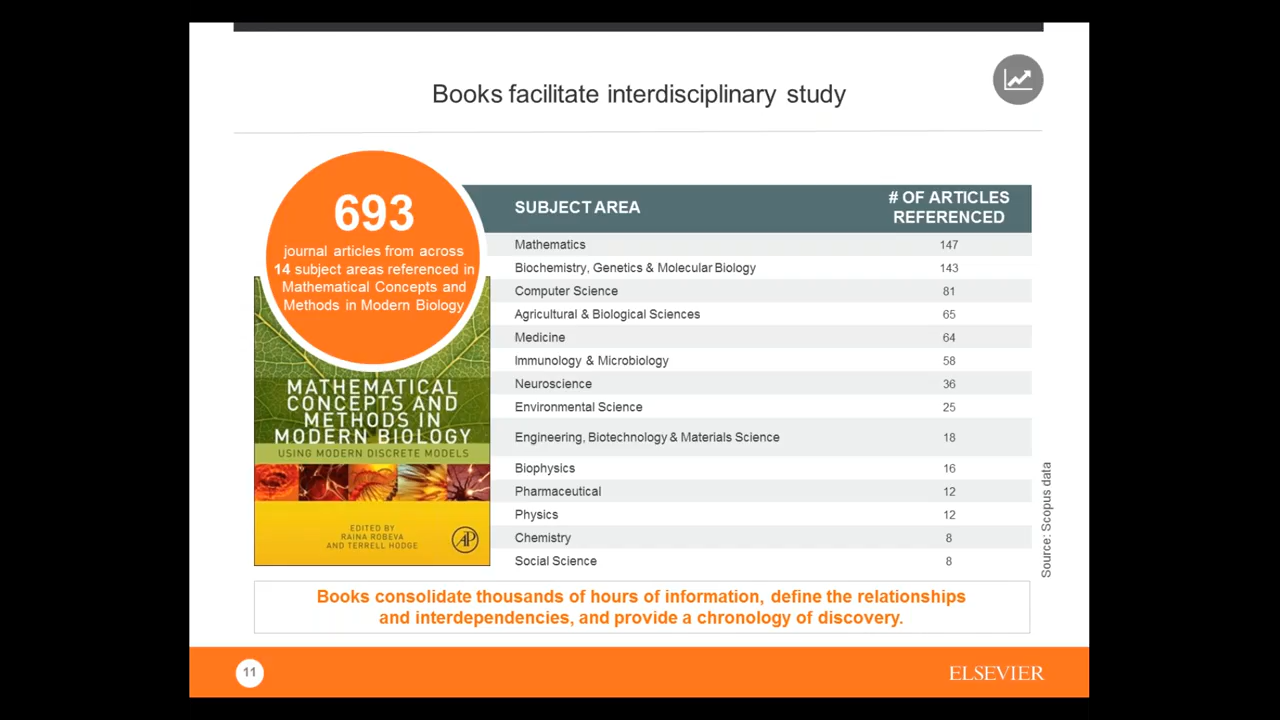 Books facilitate interdisciplinary study
693
journal articles from across
14 subject areas referenced in
Mathematical Concepts and
Methods in Modern Biology
MATHEMATICAL
CONCEPTS AND
METHODS IN
MODERN BIOLOGY
USING MODERN DISCRETE MODELS
EDITED BY
RAINA ROBEVA
AND TERRELL HODGE
AP
SUBJECT AREA # OF ARTICLES REFERENCED
Mathematics 147
Biochemistry, Genetics & Molecular Biology 143
Computer Science 81
Agricultural & Biological Sciences 65
Medicine 64
Immunology & Microbiology 58
Neuroscience 36
Environmental Science 25
Engineering, Biotechnology & Materials Science 18
Biophysics 16
Pharmaceutical 12
Physics 12
Chemistry 8
Social Science 8
Source: Scopus data
Books consolidate thousands of hours of information, define the relationships
and interdependencies, and provide a chronology of discovery.
11
ELSEVIER